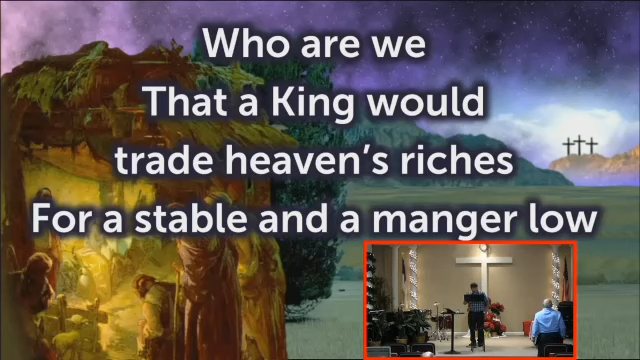 Who are we
That a King would
trade heaven's riches
For a stable and a manger low